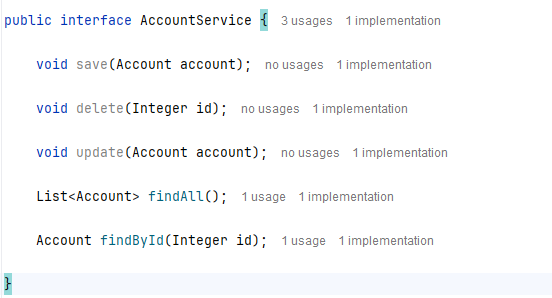 public interface AccountService { 3 usages 1 implementation
void save(Account account); no usages 1 implementation
void delete(Integer id); no usages 1 implementation
void update(Account account); no usages 1 implementation
List<Account> findAll(); 1 usage 1 implementation
Account findById(Integer id); 1 usage 1 implementation
}